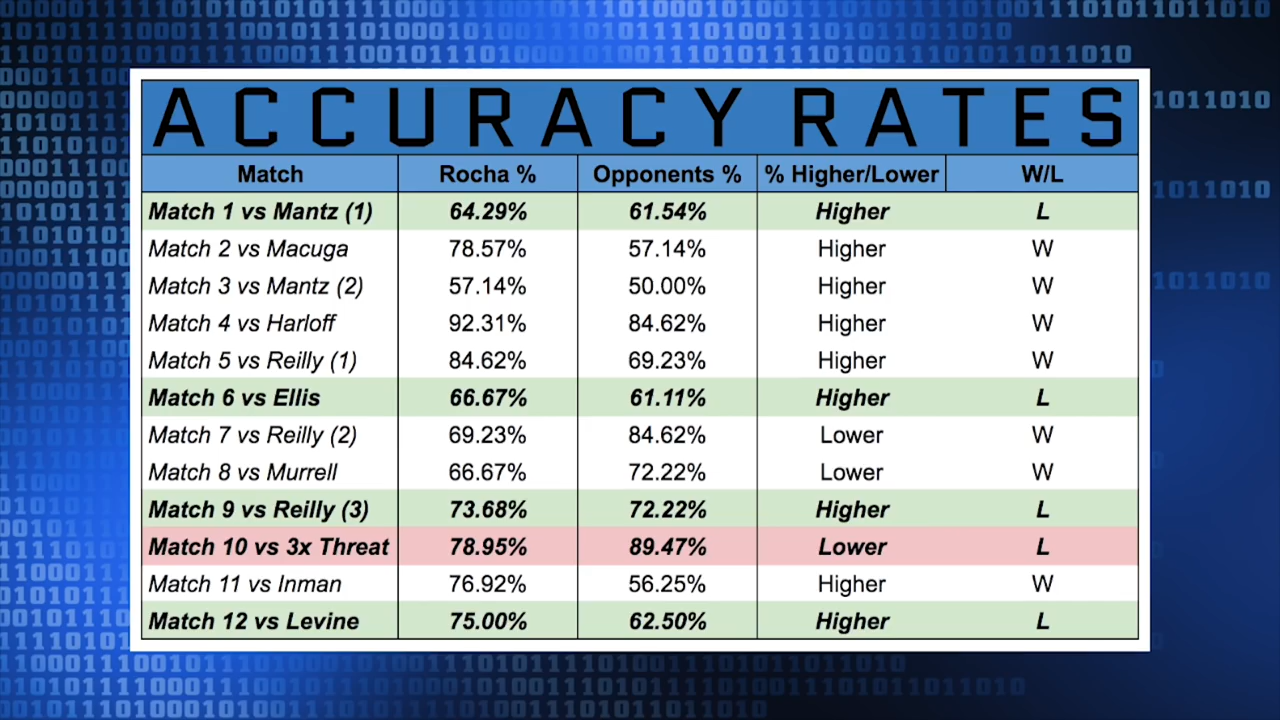 ACCURACY RATES
Match Rocha % Opponents % % Higher/Lower W/L
Match 1 vs Mantz (1) 64.29% 61.54% Higher L
Match 2 vs Macuga 78.57% 57.14% Higher W
Match 3 vs Mantz (2) 57.14% 50.00% Higher W
Match 4 vs Harloff 92.31% 84.62% Higher W
Match 5 vs Reilly (1) 84.62% 69.23% Higher W
Match 6 vs Ellis 66.67% 61.11% Higher L
Match 7 vs Reilly (2) 69.23% 84.62% Lower W
Match 8 vs Murrell 66.67% 72.22% Lower W
Match 9 vs Reilly (3) 73.68% 72.22% Higher L
Match 10 vs 3x Threat 78.95% 89.47% Lower L
Match 11 vs Inman 76.92% 56.25% Higher W
Match 12 vs Levine 75.00% 62.50% Higher L